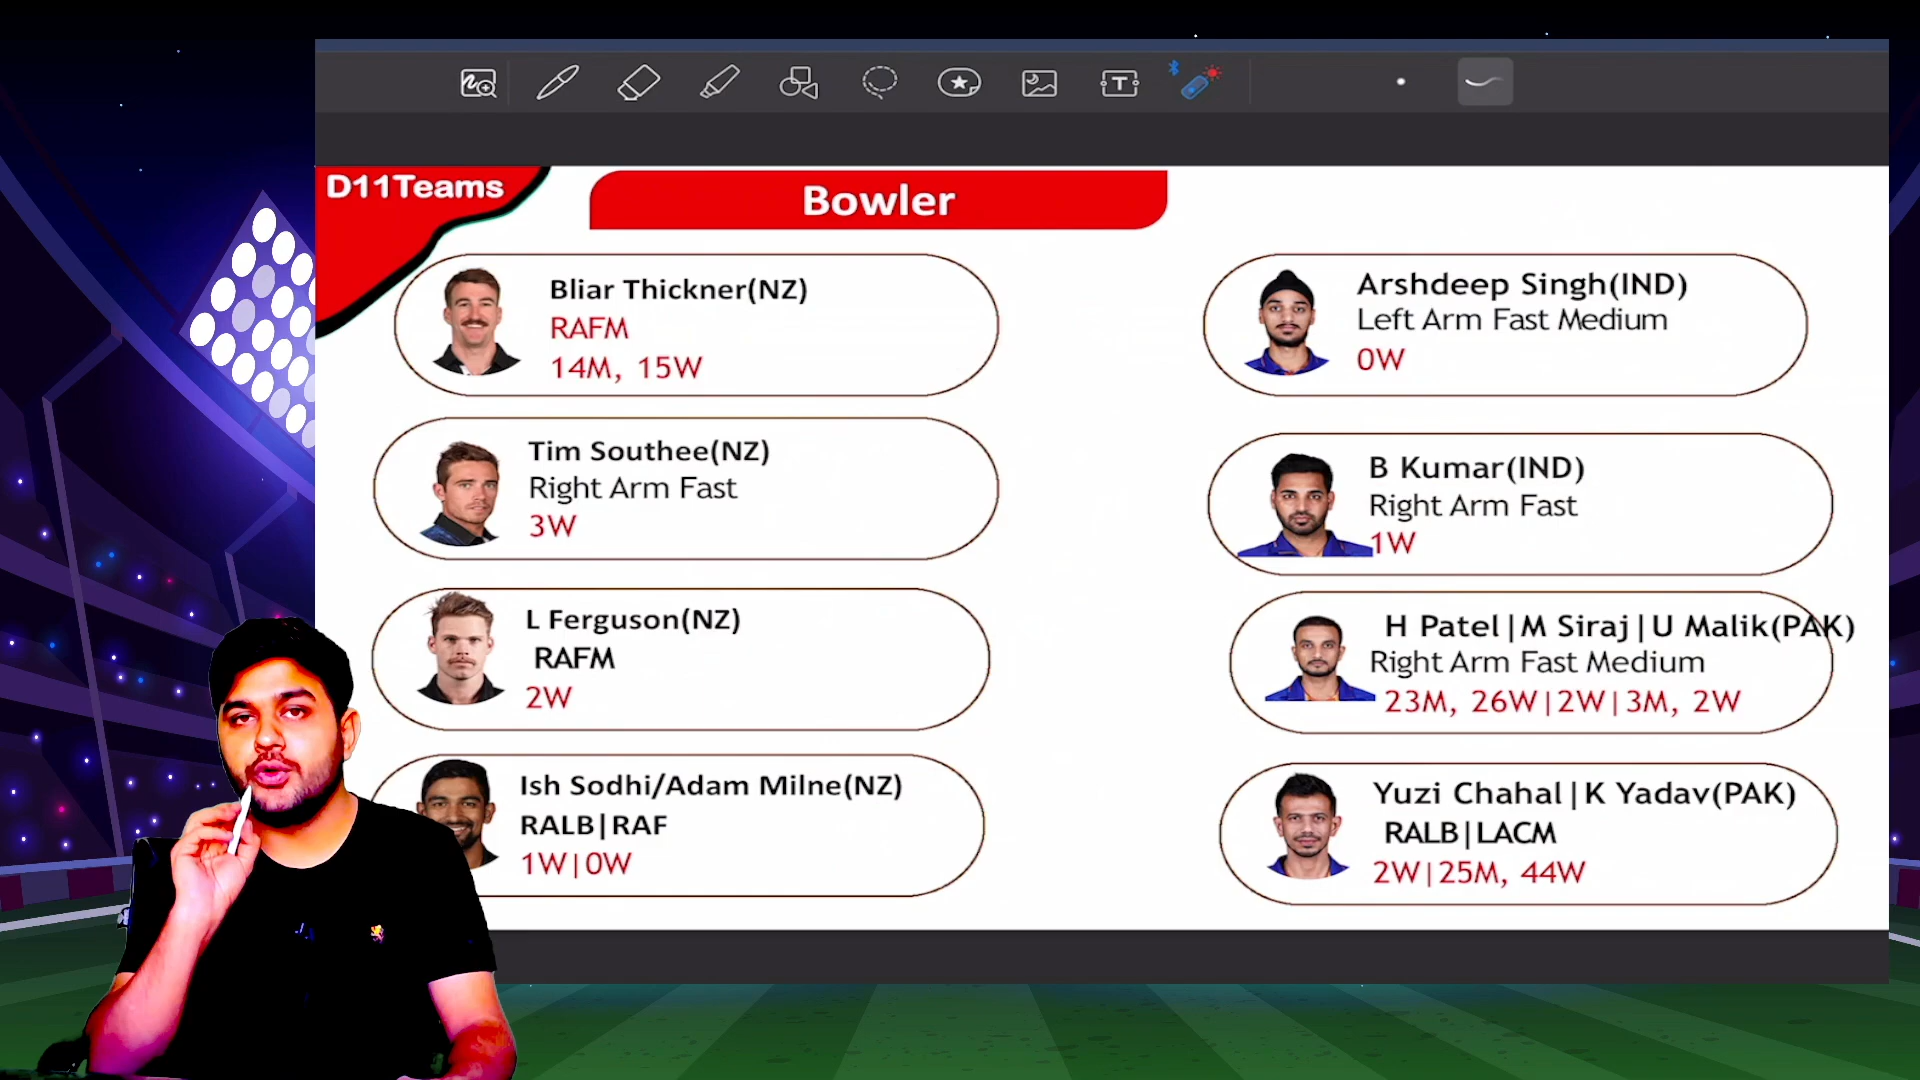 D11Teams
Bowler
Bliar Thickner(NZ)
RAFM
14M, 15W
Tim Southee(NZ)
Right Arm Fast
3W
L Ferguson(NZ)
RAFM
2W
Ish Sodhi/Adam Milne(NZ)
RALB|RAF
1W|0W
Arshdeep Singh(IND)
Left Arm Fast Medium
0W
B Kumar(IND)
Right Arm Fast
1W
H Patel|M Siraj|U Malik(PAK)
Right Arm Fast Medium
23M, 26W|2W|3M, 2W
Yuzi Chahal|K Yadav(PAK)
RALB|LACM
2W|25M, 44W